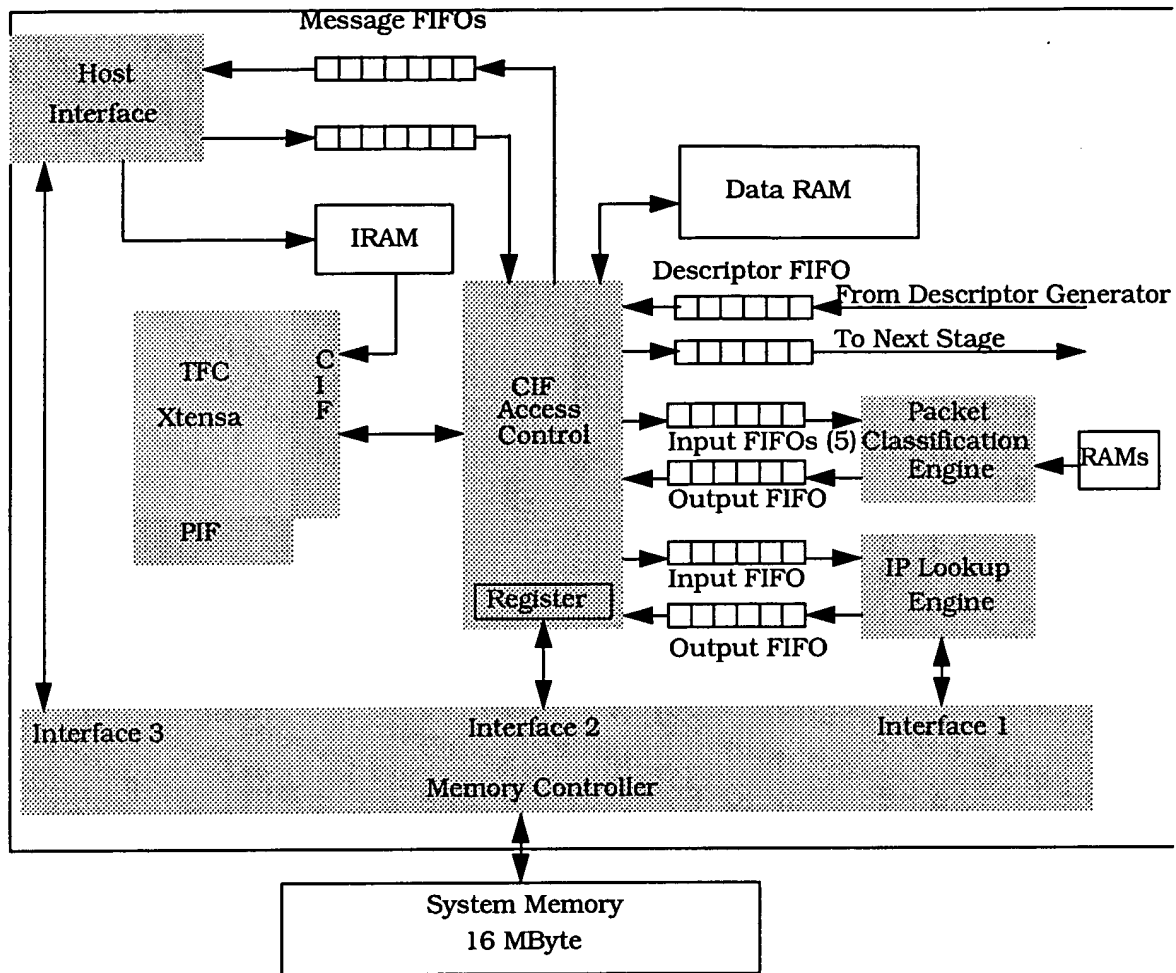 Message FIFOs
Host
Interface
Data RAM
IRAM
Descriptor FIFO
From Descriptor Generator
To Next Stage
TFC
Xtensa
CIF
PIF
CIF
Access
Control
Input FIFOs (5)
Output FIFO
Packet
Classification
Engine
RAMs
Input FIFO
Output FIFO
IP Lookup
Engine
Register
Interface 3
Interface 2
Interface 1
Memory Controller
System Memory
16 MByte